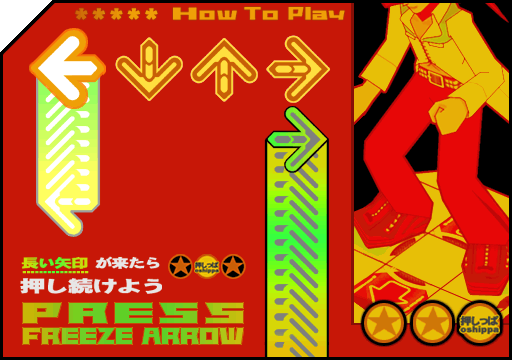 ***** How To Play
長い矢印 が来たら
押しっぱ
oshippa
押し続けよう
PRESS
FREEZE ARROW
押しっぱ
oshippa